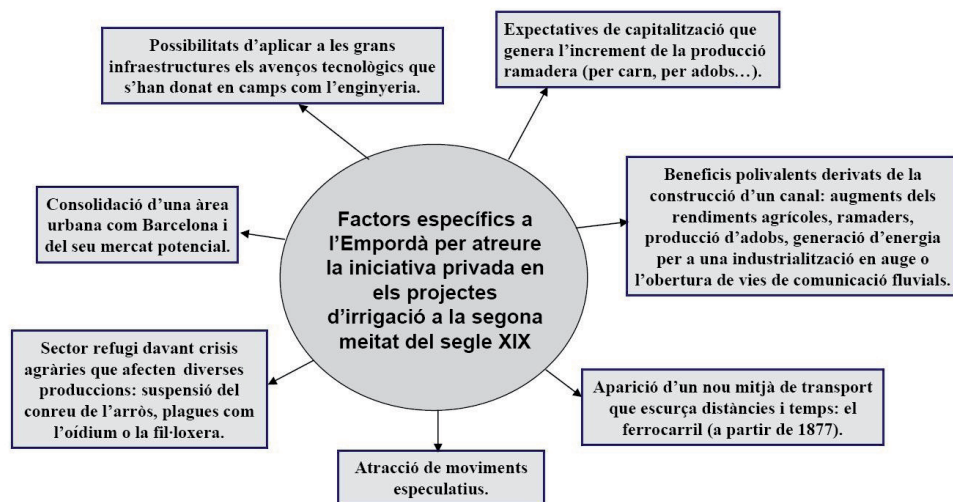 Possibilitats d'aplicar a les grans
infraestructures els avenços tecnològics que
s'han donat en camps com l'enginyeria.
Expectatives de capitalització que
genera l'increment de la producció
ramadera (per carn, per adobs…).
Consolidació d'una àrea
urbana com Barcelona i
del seu mercat potencial.
Factors específics a
l'Empordà per atreure
la iniciativa privada en
els projectes
d'irrigació a la segona
meitat del segle XIX
Beneficis polivalents derivats de la
construcció d'un canal: augments dels
rendiments agrícoles, ramaders,
producció d'adobs, generació d'energia
per a una industrialització en auge o
l'obertura de vies de comunicació fluvials.
Sector refugi davant crisis
agràries que afecten diverses
produccions: suspensió del
conreu de l'arròs, plagues com
l'oídium o la fil·loxera.
Aparició d'un nou mitjà de transport
que escurça distàncies i temps: el
ferrocarril (a partir de 1877).
Atracció de moviments
especulatius.